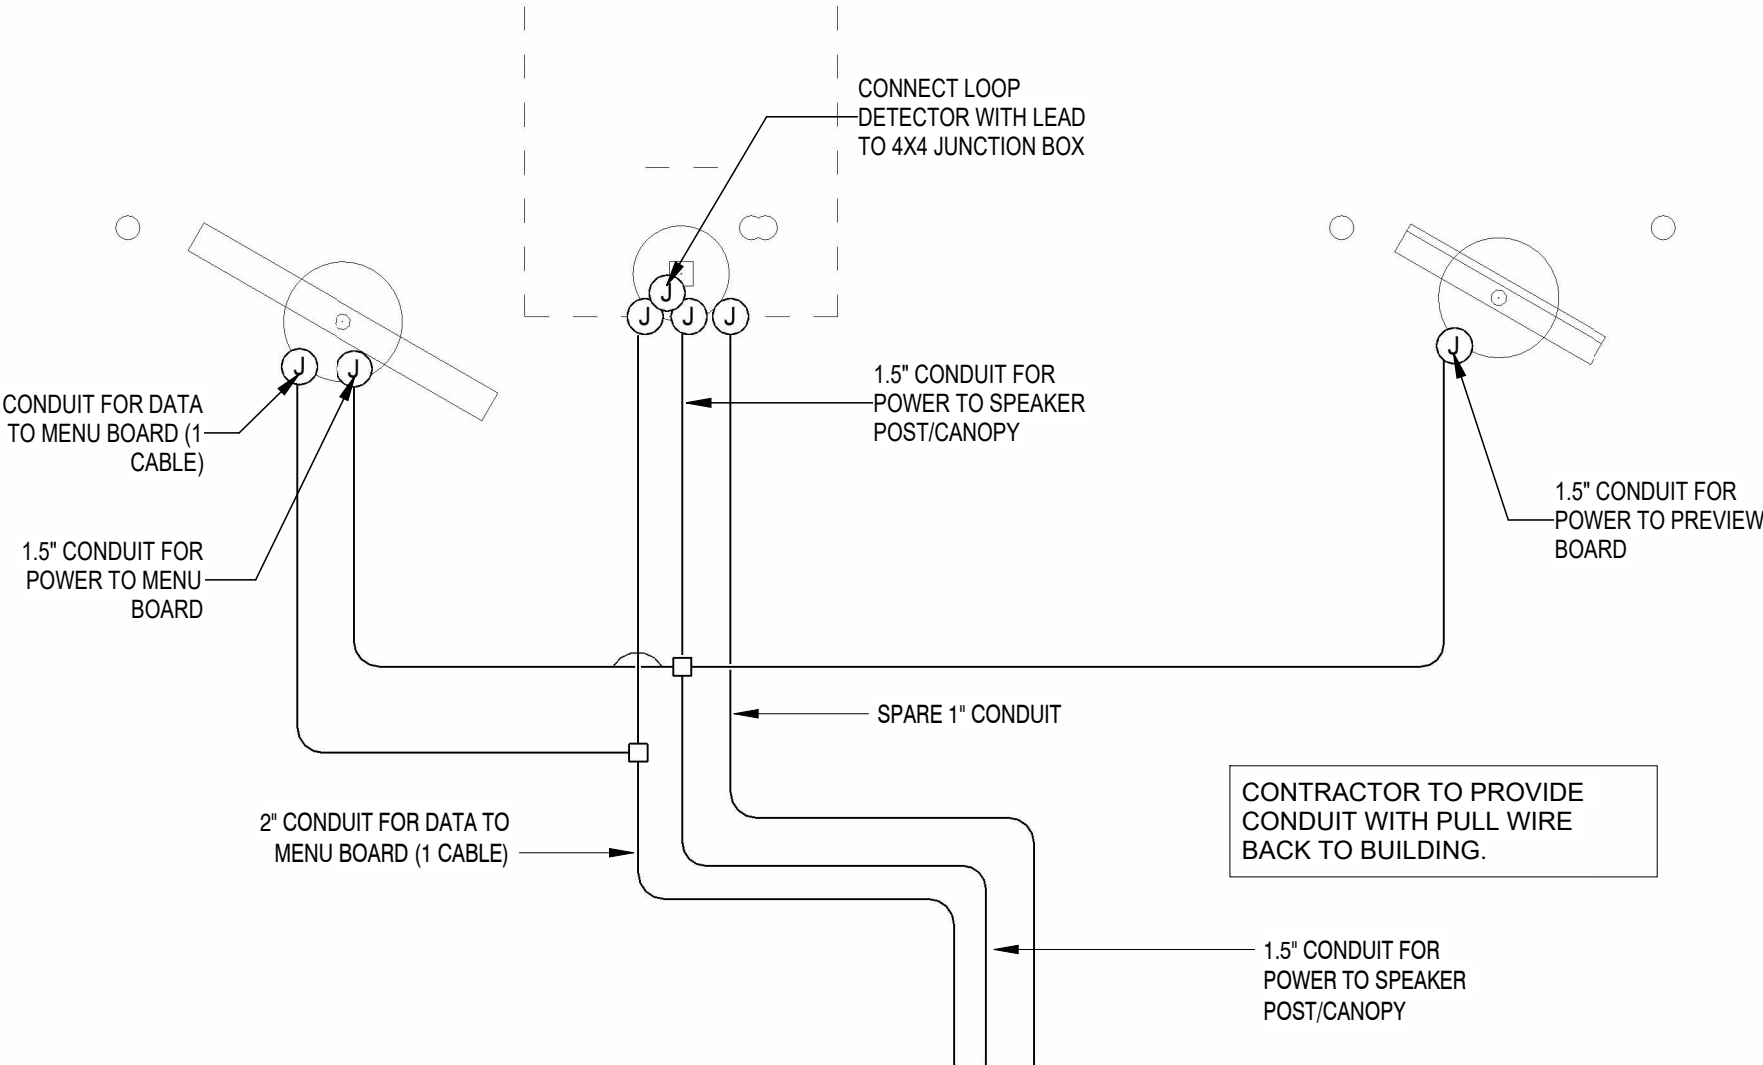 CONNECT LOOP
DETECTOR WITH LEAD
TO 4X4 JUNCTION BOX
J
J
J
J
J
J
J
1.5" CONDUIT FOR
POWER TO SPEAKER
POST/CANOPY
CONDUIT FOR DATA
TO MENU BOARD (1
CABLE)
1.5" CONDUIT FOR
POWER TO PREVIEW
BOARD
1.5" CONDUIT FOR
POWER TO MENU
BOARD
SPARE 1" CONDUIT
CONTRACTOR TO PROVIDE
CONDUIT WITH PULL WIRE
BACK TO BUILDING.
2" CONDUIT FOR DATA TO
MENU BOARD (1 CABLE)
1.5" CONDUIT FOR
POWER TO SPEAKER
POST/CANOPY